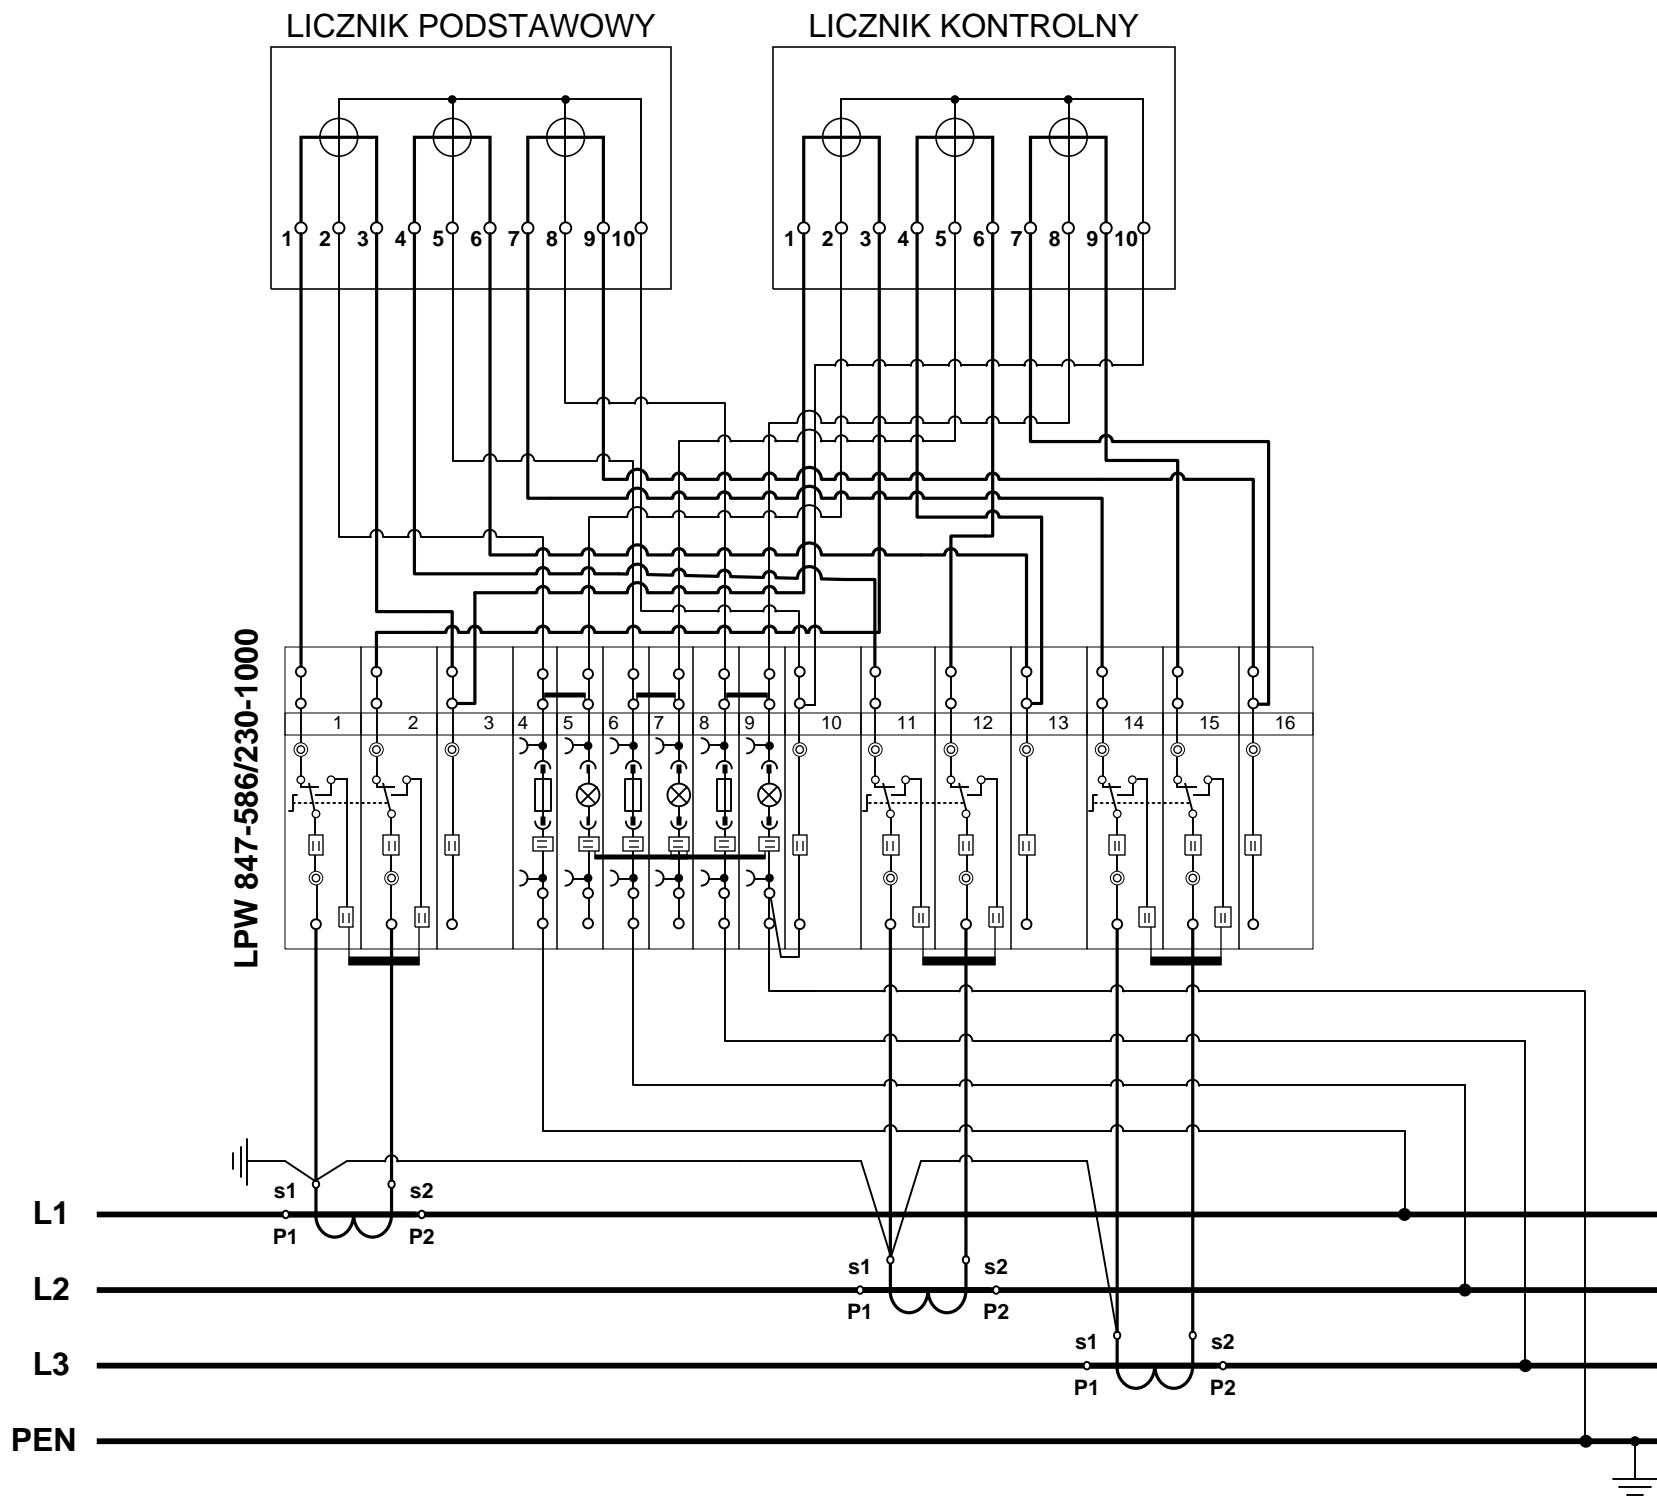 LICZNIK PODSTAWOWY LICZNIK KONTROLNY
1 2 3 4 5 6 7 8 9 10 1 2 3 4 5 6 7 8 9 10
LPW 847-586/230-1000
1 2 3 4 5 6 7 8 9 10 11 12 13 14 15 16
s1 s2
L1
P1 P2
s1 s2
L2
P1 P2
s1 s2
L3
P1 P2
PEN